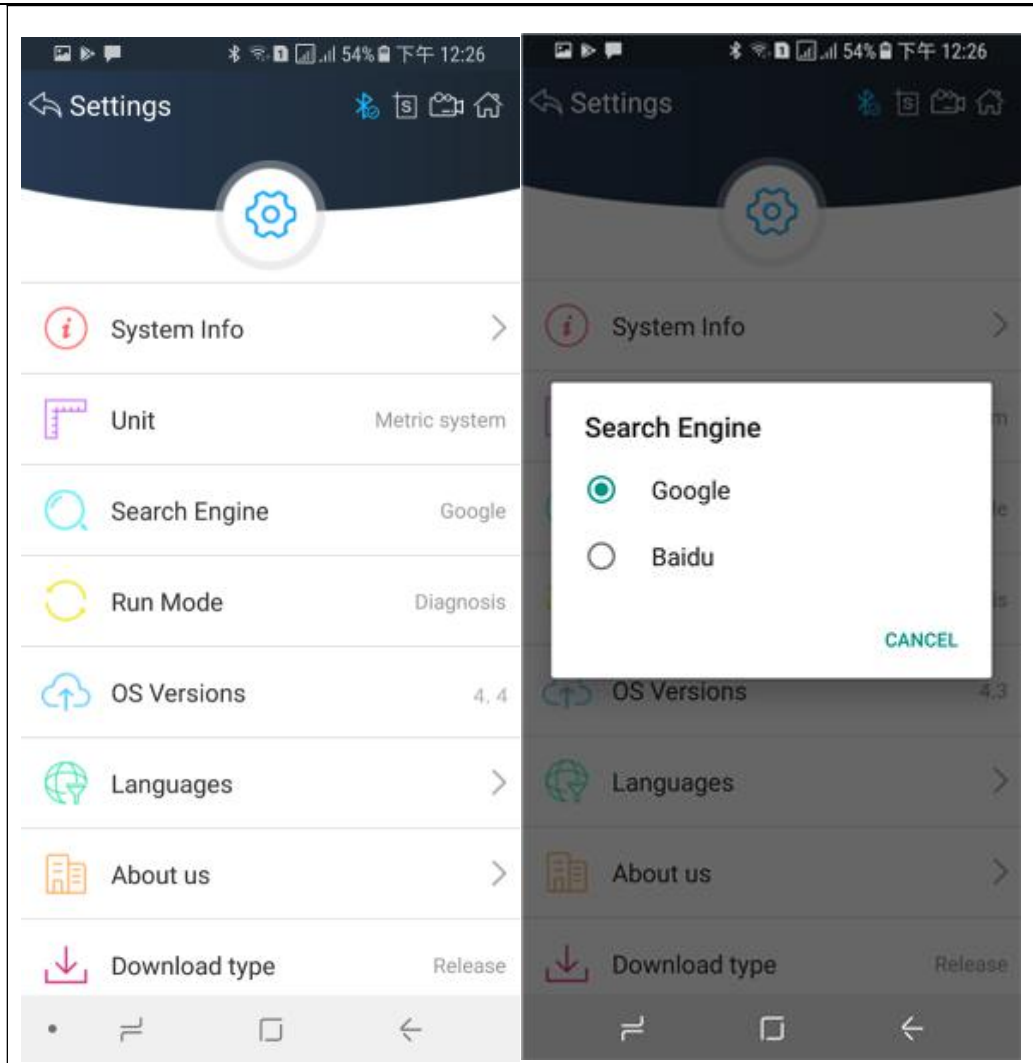 54% 下午 12:26
Settings
System Info
Unit Metric system
Search Engine Google
Run Mode Diagnosis
OS Versions 4. 4
Languages
About us
Download type Release
54% 下午 12:26
Settings
System Info
m
Search Engine
Google
Baidu
CANCEL
le
is
OS Versions 4.3
Languages
About us
Download type Release